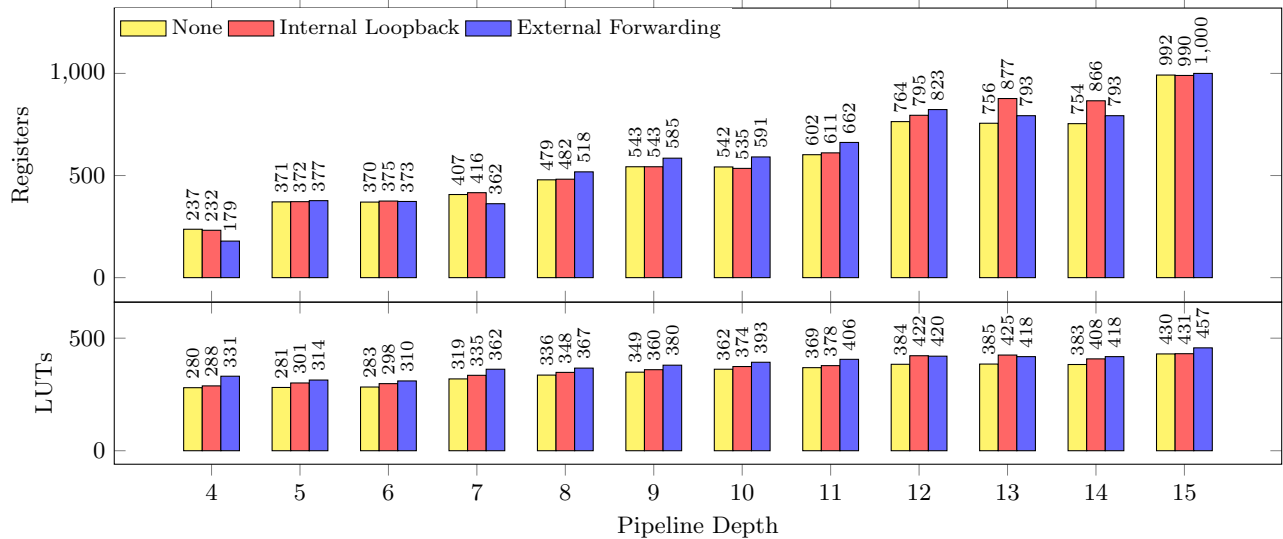 None Internal Loopback External Forwarding
Registers
1,000
500
0
237 232 179
371 372 377
370 375 373
407 416 362
479 482 518
543 543 585
542 535 591
602 611 662
764 795 823
756 877 793
754 866 793
992 990 1,000
LUTs
500
0
280 288 331
281 301 314
283 298 310
319 335 362
336 348 367
349 360 380
362 374 393
369 378 406
384 422 420
385 425 418
383 408 418
430 431 457
4 5 6 7 8 9 10 11 12 13 14 15
Pipeline Depth